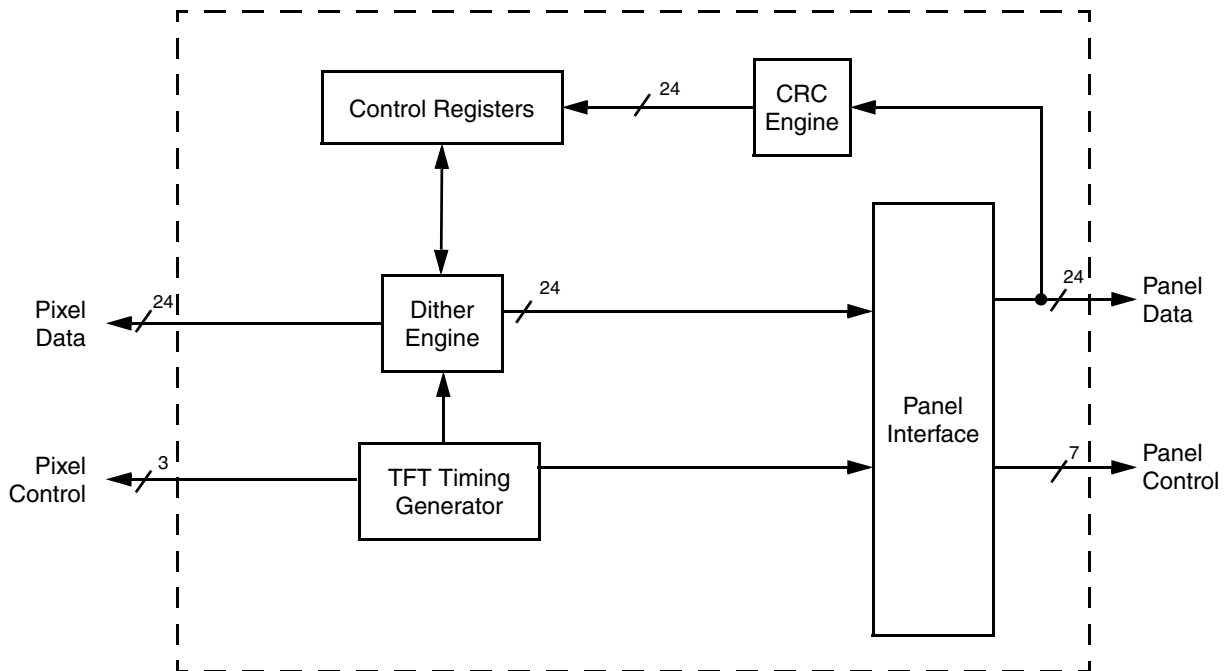 24
Control Registers
CRC
Engine
24
Pixel
Data
Dither
Engine
24
24
Panel
Data
Panel
Interface
3
Pixel
Control
TFT Timing
Generator
7
Panel
Control